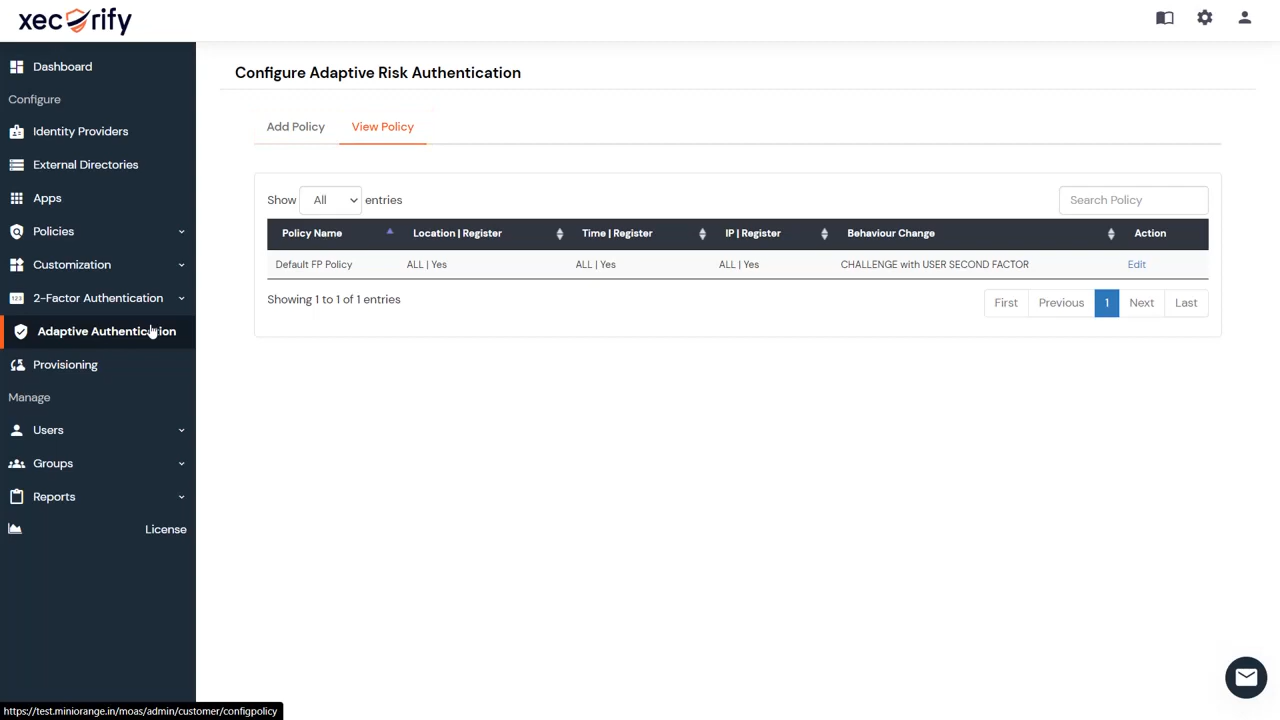 xecurify
Dashboard
Configure
Identity Providers
External Directories
Apps
Policies
Customization
123 2-Factor Authentication
Adaptive Authentication
Provisioning
Manage
Users
Groups
Reports
License
Configure Adaptive Risk Authentication
Add Policy View Policy
Show All entries Search Policy
Policy Name Location | Register Time | Register IP | Register Behaviour Change Action
Default FP Policy ALL | Yes ALL | Yes ALL | Yes CHALLENGE with USER SECOND FACTOR Edit
Showing 1 to 1 of 1 entries First Previous 1 Next Last
https://test.miniorange.in/moas/admin/customer/configpolicy